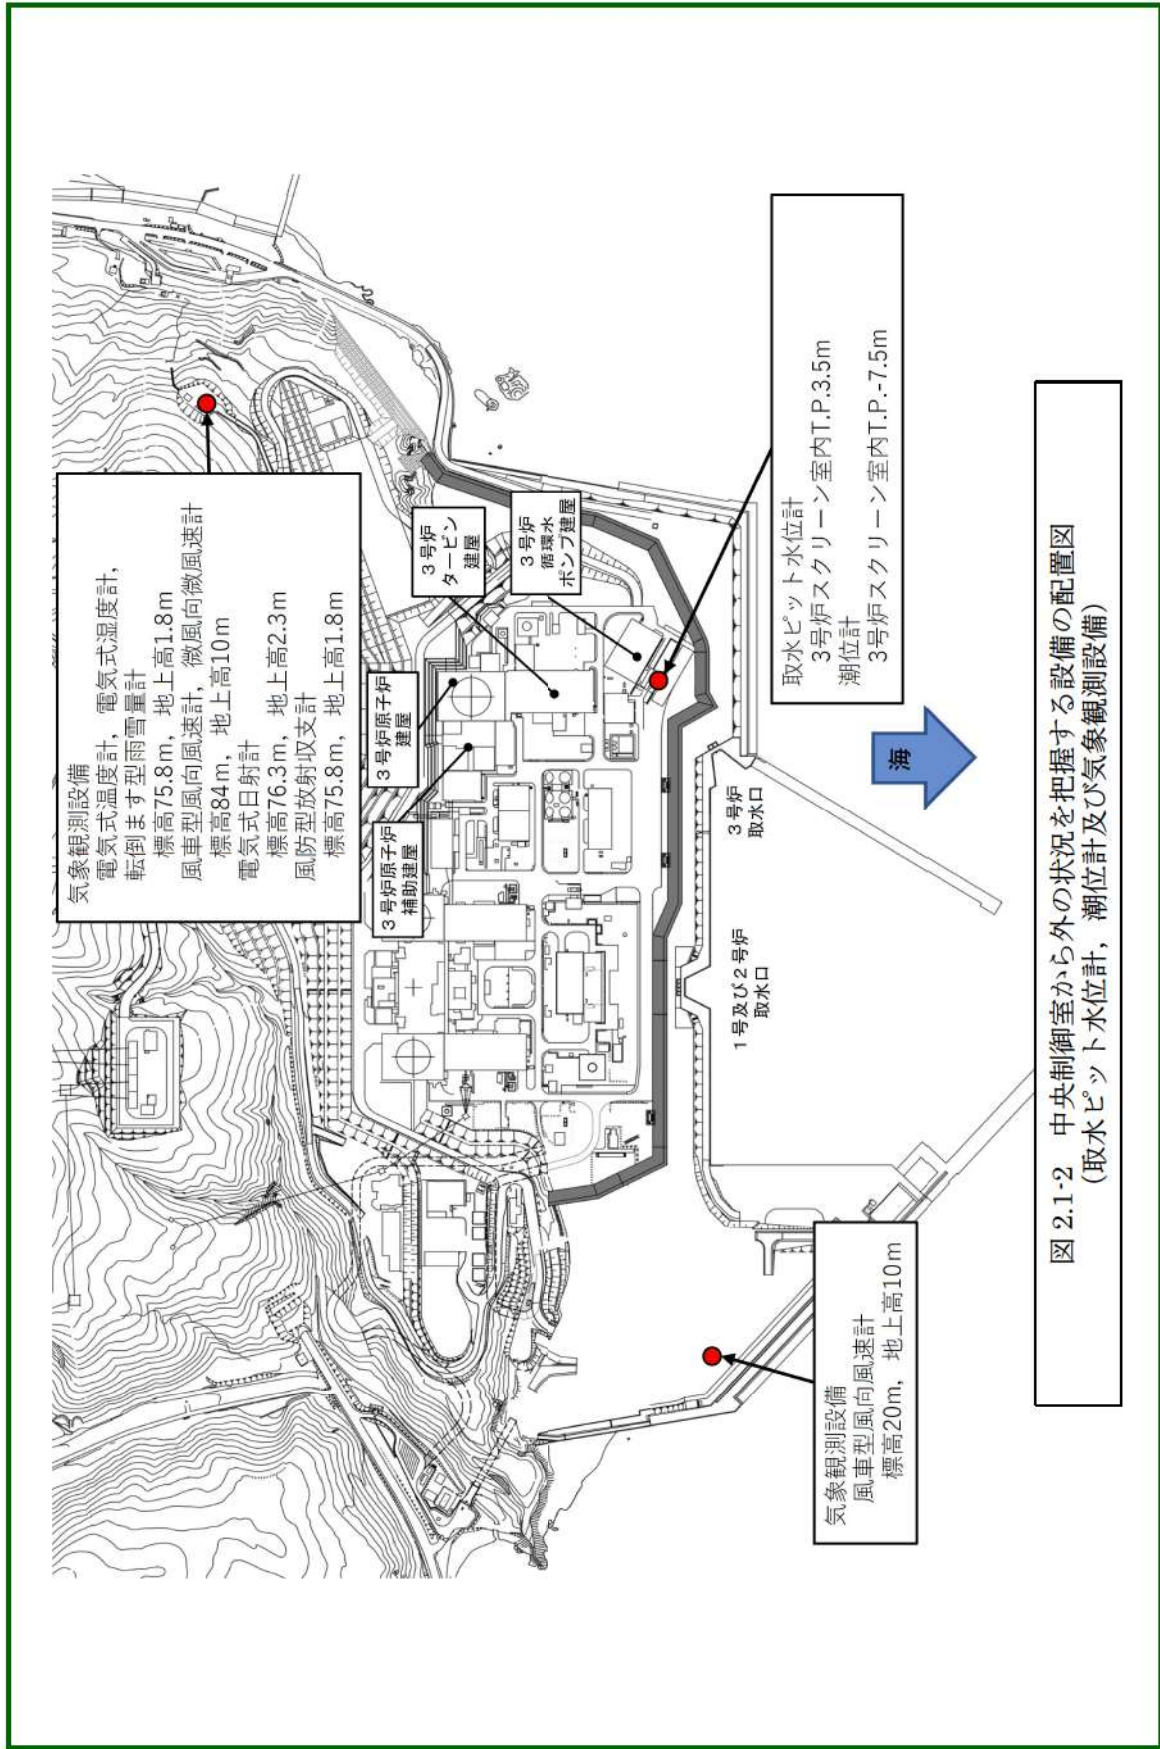 気象観測設備
電気式温度計，電気式湿度計，
転倒ます型雨雪量計
標高75.8m，地上高1.8m
風車型風向風速計，微風向微風速計
標高84m，地上高10m
電気式日射計
標高76.3m，地上高2.3m
風防型放射収支計
標高75.8m，地上高1.8m
3号炉原子炉
補助建屋
3号炉原子炉
建屋
3号炉
タービン
建屋
3号炉
循環水
ポンプ建屋
1号及び2号炉
取水口
3号炉
取水口
気象観測設備
風車型風向風速計
標高20m，地上高10m
海
取水ピット水位計
3号炉スクリーン室内T.P.3.5m
潮位計
3号炉スクリーン室内T.P.-7.5m
図 2.1-2　中央制御室から外の状況を把握する設備の配置図
(取水ピット水位計，潮位計及び気象観測設備)